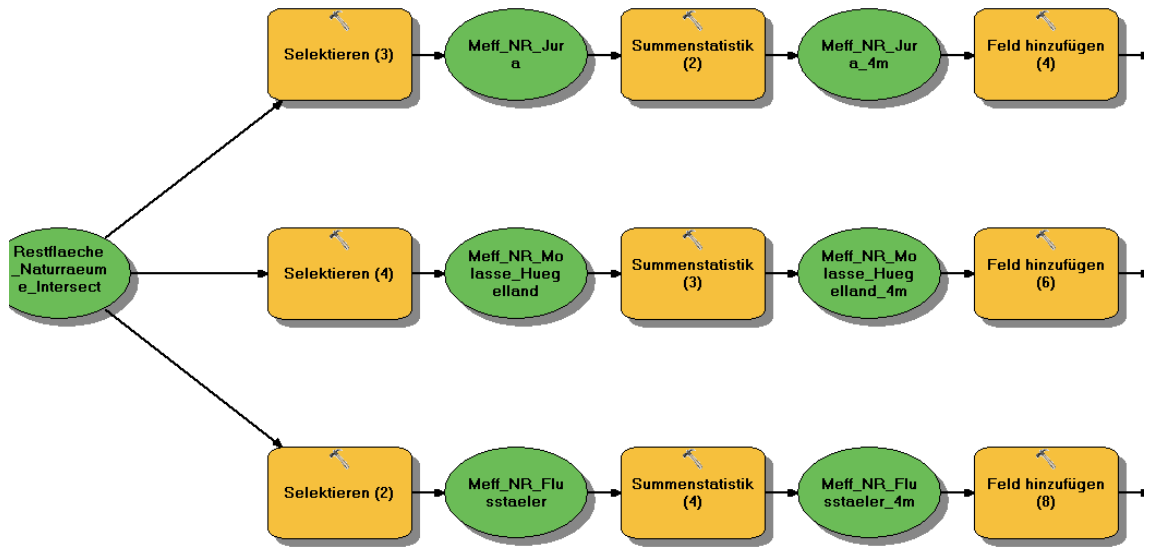 Selektieren (3)
Meff_NR_Jur
a
Summenstatistik
(2)
Meff_NR_Jur
a_4m
Feld hinzufügen
(4)
Restflaeche
_Naturraeum
e_Intersect
Selektieren (4)
Meff_NR_Mo
lasse_Hueg
elland
Summenstatistik
(3)
Meff_NR_Mo
lasse_Hueg
elland_4m
Feld hinzufügen
(6)
Selektieren (2)
Meff_NR_Flu
sstaeler
Summenstatistik
(4)
Meff_NR_Flu
sstaeler_4m
Feld hinzufügen
(8)